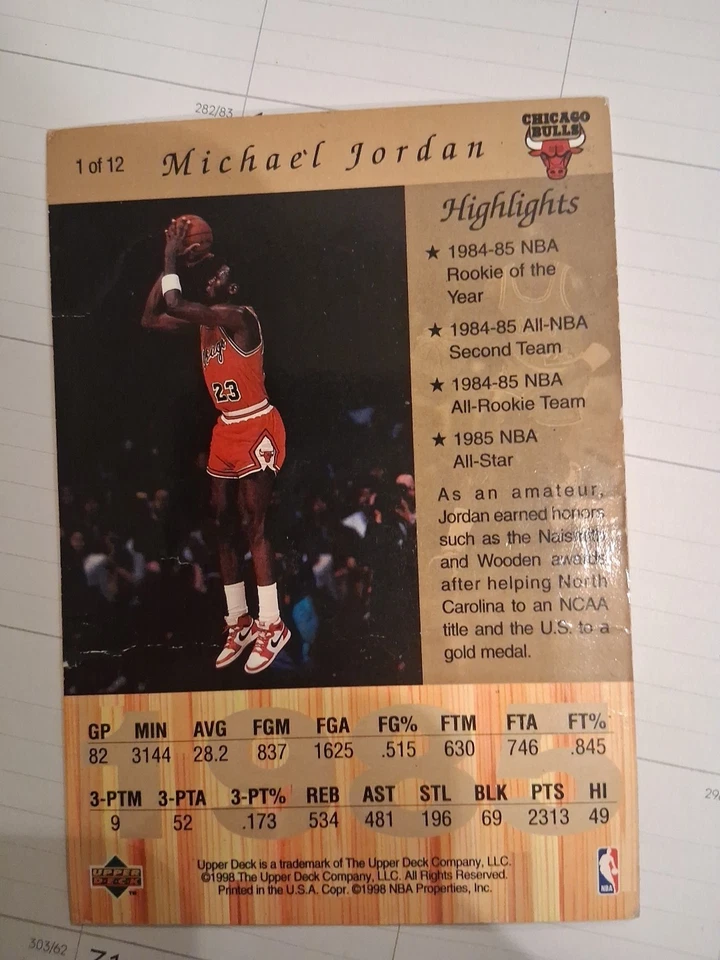 282/83
1 of 12 Michael Jordan
CHICAGO
BULLS
Highlights
★ 1984-85 NBA
Rookie of the
Year
★ 1984-85 All-NBA
Second Team
★ 1984-85 NBA
All-Rookie Team
★ 1985 NBA
All-Star
As an amateur,
Jordan earned honors
such as the Naismith
and Wooden awards
after helping North
Carolina to an NCAA
title and the U.S. to a
gold medal.
23
1985
GP MIN AVG FGM FGA FG% FTM FTA FT%
82 3144 28.2 837 1625 .515 630 746 .845
3-PTM 3-PTA 3-PT% REB AST STL BLK PTS HI
9 52 .173 534 481 196 69 2313 49
UPPER
DECK
TM
Upper Deck is a trademark of The Upper Deck Company, LLC.
©1998 The Upper Deck Company, LLC. All Rights Reserved.
Printed in the U.S.A. Copr. ©1998 NBA Properties, Inc.
NBA
303/62